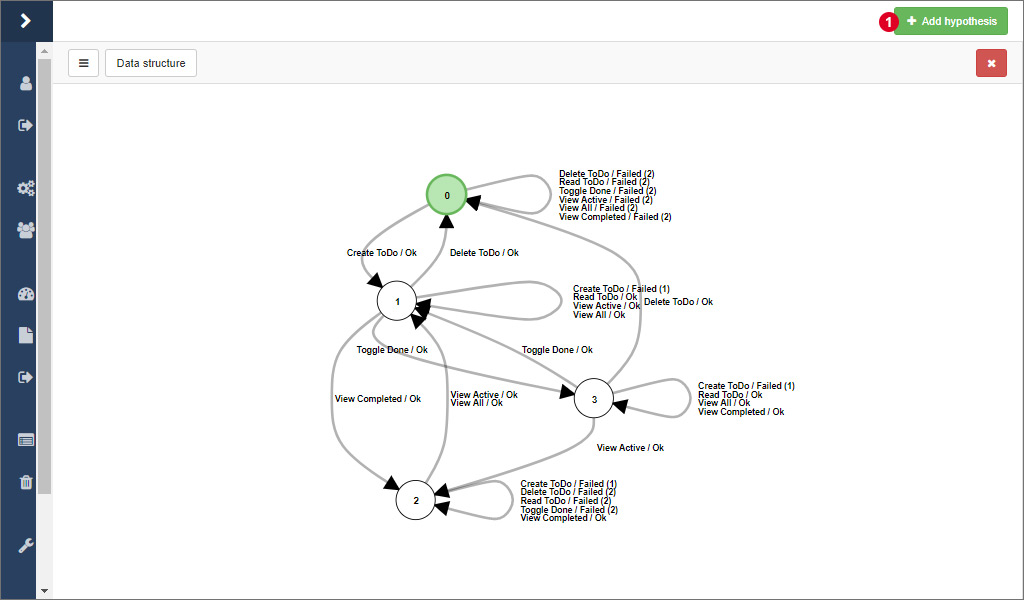 1
Add hypothesis
Data structure
0
Delete ToDo / Failed (2)
Read ToDo / Failed (2)
Toggle Done / Failed (2)
View Active / Failed (2)
View All / Failed (2)
View Completed / Failed (2)
Create ToDo / Ok
Delete ToDo / Ok
1
Create ToDo / Failed (1)
Read ToDo / Ok
View Active / Ok
View All / Ok
Delete ToDo / Ok
Toggle Done / Ok
Toggle Done / Ok
View Completed / Ok
View Active / Ok
View All / Ok
3
Create ToDo / Failed (1)
Read ToDo / Ok
View All / Ok
View Completed / Ok
View Active / Ok
2
Create ToDo / Failed (1)
Delete ToDo / Failed (2)
Read ToDo / Failed (2)
Toggle Done / Failed (2)
View Completed / Ok